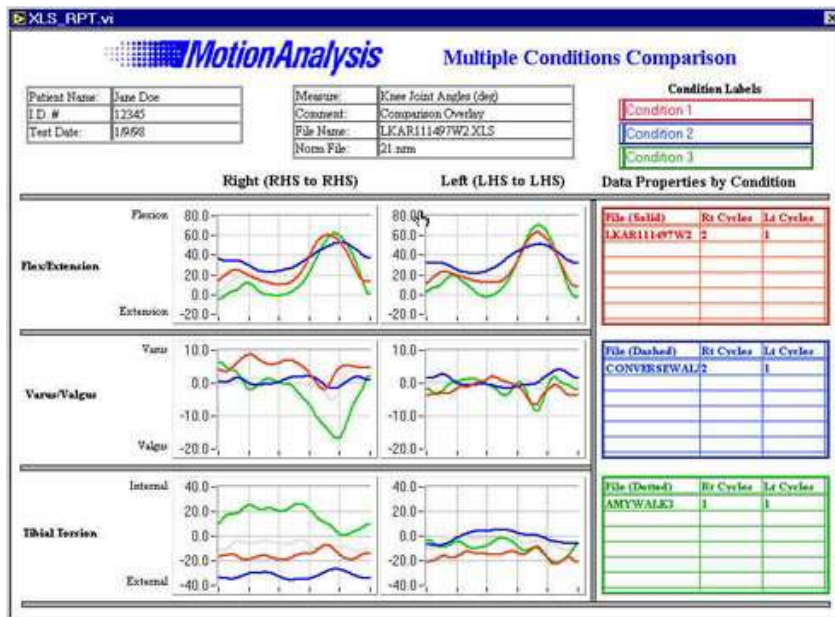 XLS_RPT.vi
MotionAnalysis
Multiple Conditions Comparison
Patient Name: Jane Doe
I.D. # 12345
Test Date: 1/9/98
Measure: Knee Joint Angles (deg)
Comment: Comparison Overlay
File Name: LKAR111497W2.XLS
Norm File: 21.nrm
Condition Labels
Condition 1
Condition 2
Condition 3
Right (RHS to RHS)
Left (LHS to LHS)
Data Properties by Condition
Flex/Extension
Flexion
Extension
80.0
60.0
40.0
20.0
0.0
-20.0
80.0
60.0
40.0
20.0
0.0
-20.0
File (Solid) Rt Cycles Lt Cycles
LKAR111497W2 2 1
Varus/Valgus
Varus
Valgus
10.0
0.0
-10.0
-20.0
10.0
0.0
-10.0
-20.0
File (Dashed) Rt Cycles Lt Cycles
CONVERSEWAL 2 1
Tibial Torsion
Internal
External
40.0
20.0
0.0
-20.0
-40.0
40.0
20.0
0.0
-20.0
-40.0
File (Dotted) Rt Cycles Lt Cycles
AMYWALK3 1 1